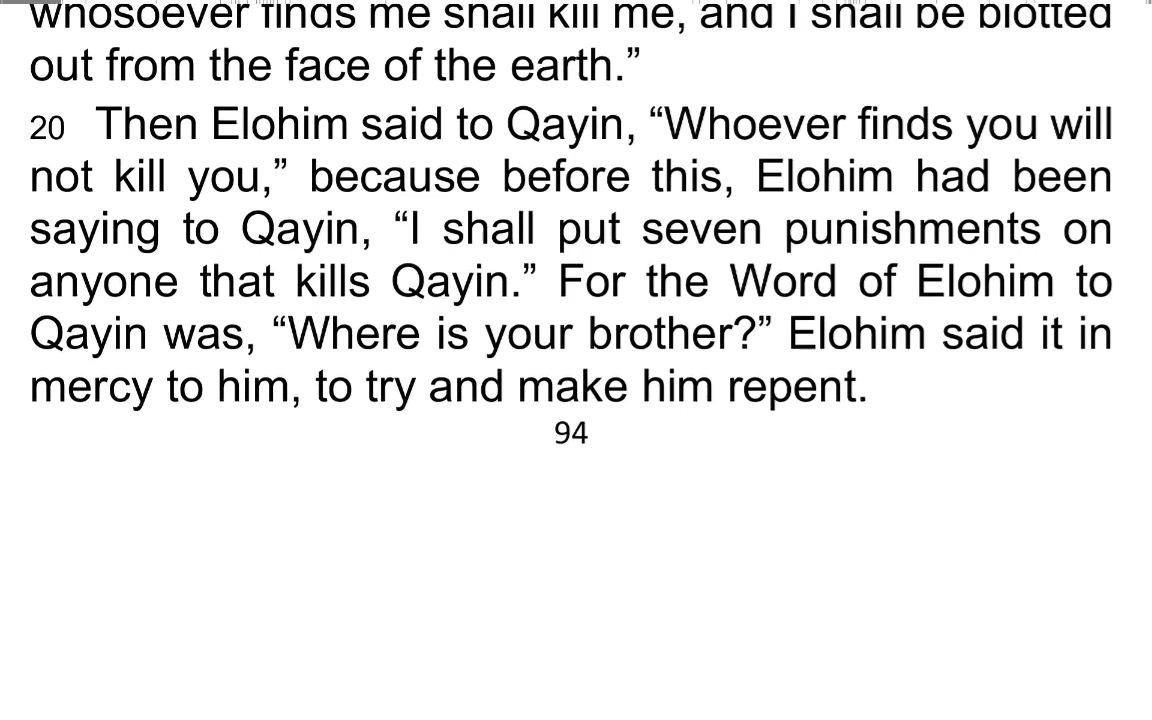 whosoever finds me shall kill me, and I shall be blotted
out from the face of the earth.”
20 Then Elohim said to Qayin, “Whoever finds you will
not kill you,” because before this, Elohim had been
saying to Qayin, “I shall put seven punishments on
anyone that kills Qayin.” For the Word of Elohim to
Qayin was, “Where is your brother?” Elohim said it in
mercy to him, to try and make him repent.
94